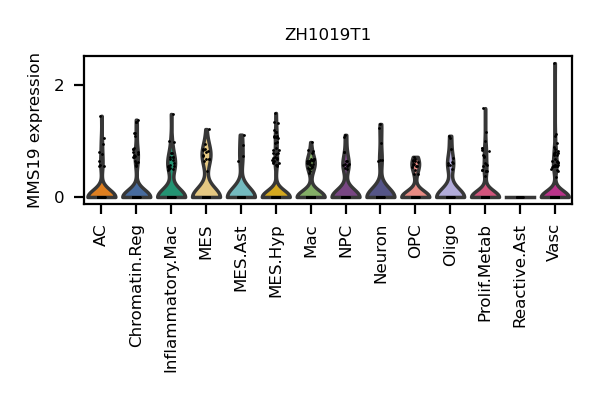 ZH1019T1
MMS19 expression
2
0
AC
Chromatin.Reg
Inflammatory.Mac
MES
MES.Ast
MES.Hyp
Mac
NPC
Neuron
OPC
Oligo
Prolif.Metab
Reactive.Ast
Vasc